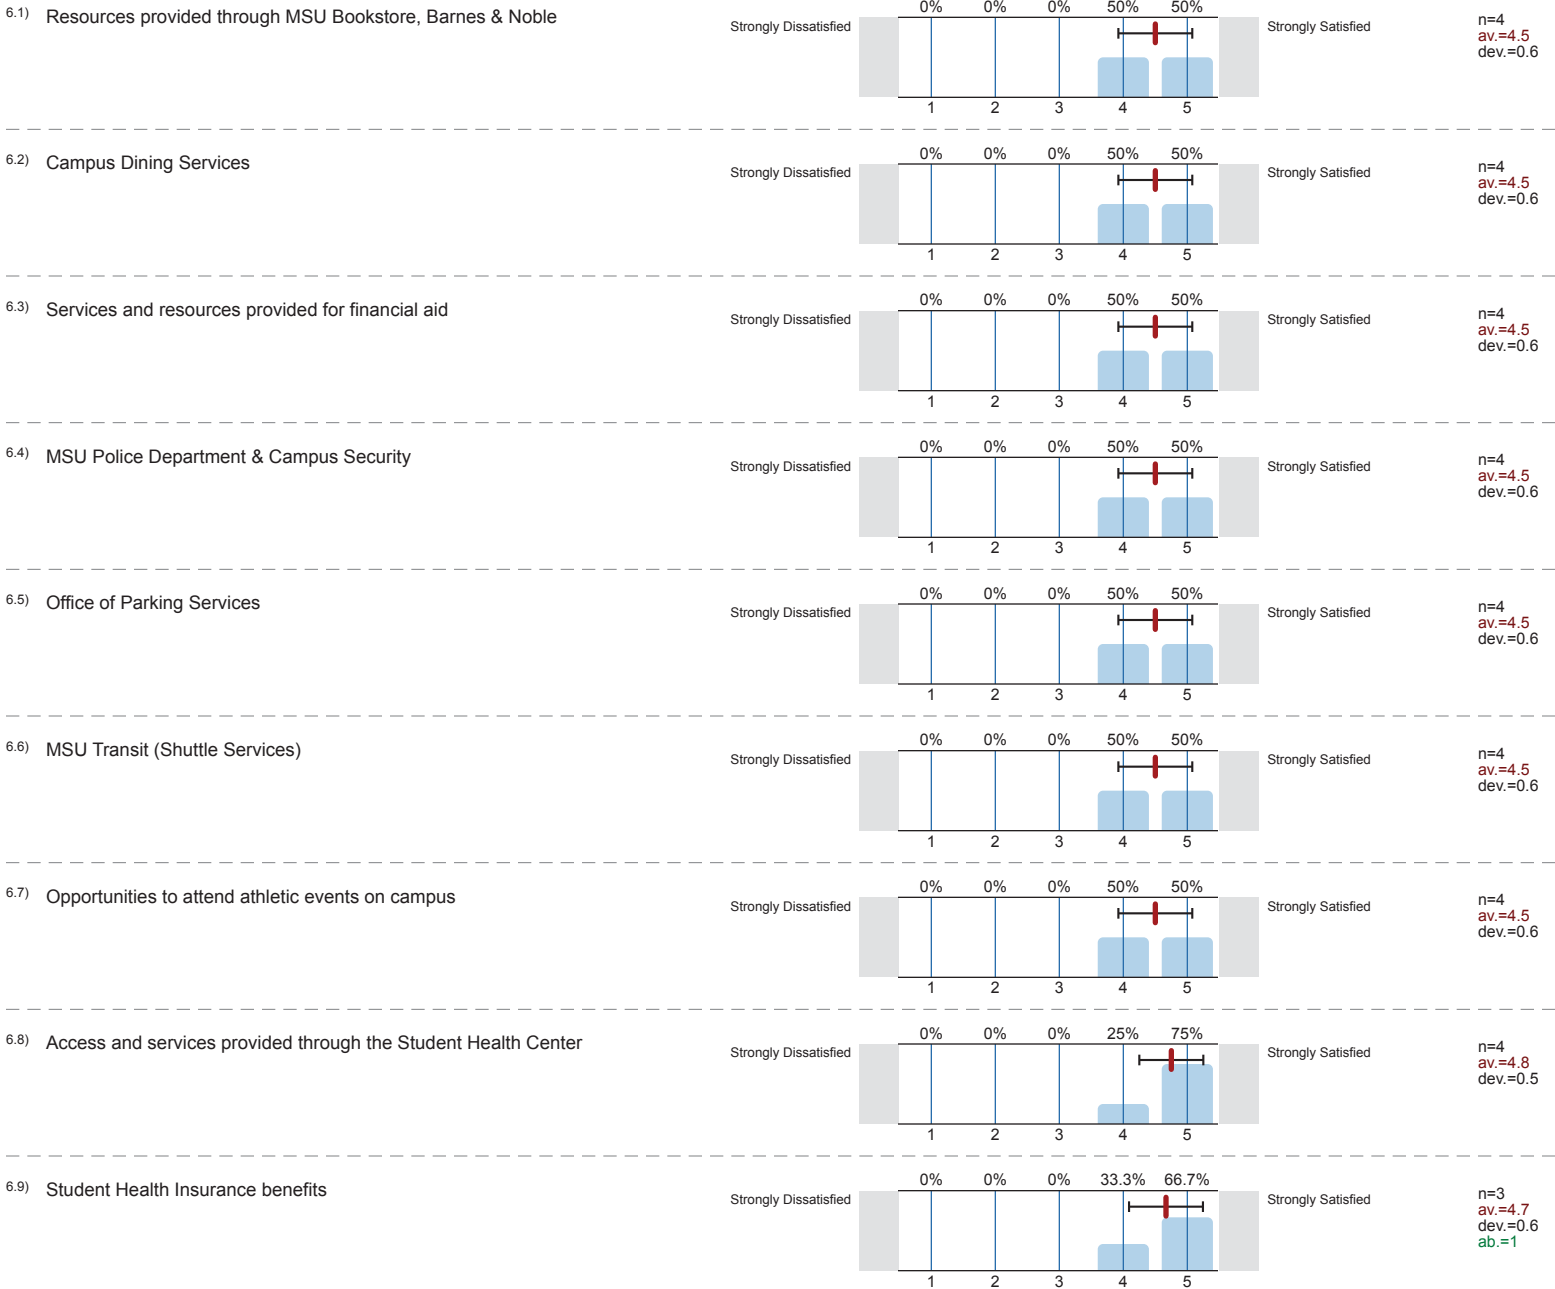 6.1) Resources provided through MSU Bookstore, Barnes & Noble
0% 0% 0% 50% 50%
Strongly Dissatisfied Strongly Satisfied
n=4
av.=4.5
dev.=0.6
1 2 3 4 5
6.2) Campus Dining Services
0% 0% 0% 50% 50%
Strongly Dissatisfied Strongly Satisfied
n=4
av.=4.5
dev.=0.6
1 2 3 4 5
6.3) Services and resources provided for financial aid
0% 0% 0% 50% 50%
Strongly Dissatisfied Strongly Satisfied
n=4
av.=4.5
dev.=0.6
1 2 3 4 5
6.4) MSU Police Department & Campus Security
0% 0% 0% 50% 50%
Strongly Dissatisfied Strongly Satisfied
n=4
av.=4.5
dev.=0.6
1 2 3 4 5
6.5) Office of Parking Services
0% 0% 0% 50% 50%
Strongly Dissatisfied Strongly Satisfied
n=4
av.=4.5
dev.=0.6
1 2 3 4 5
6.6) MSU Transit (Shuttle Services)
0% 0% 0% 50% 50%
Strongly Dissatisfied Strongly Satisfied
n=4
av.=4.5
dev.=0.6
1 2 3 4 5
6.7) Opportunities to attend athletic events on campus
0% 0% 0% 50% 50%
Strongly Dissatisfied Strongly Satisfied
n=4
av.=4.5
dev.=0.6
1 2 3 4 5
6.8) Access and services provided through the Student Health Center
0% 0% 0% 25% 75%
Strongly Dissatisfied Strongly Satisfied
n=4
av.=4.8
dev.=0.5
1 2 3 4 5
6.9) Student Health Insurance benefits
0% 0% 0% 33.3% 66.7%
Strongly Dissatisfied Strongly Satisfied
n=3
av.=4.7
dev.=0.6
ab.=1
1 2 3 4 5